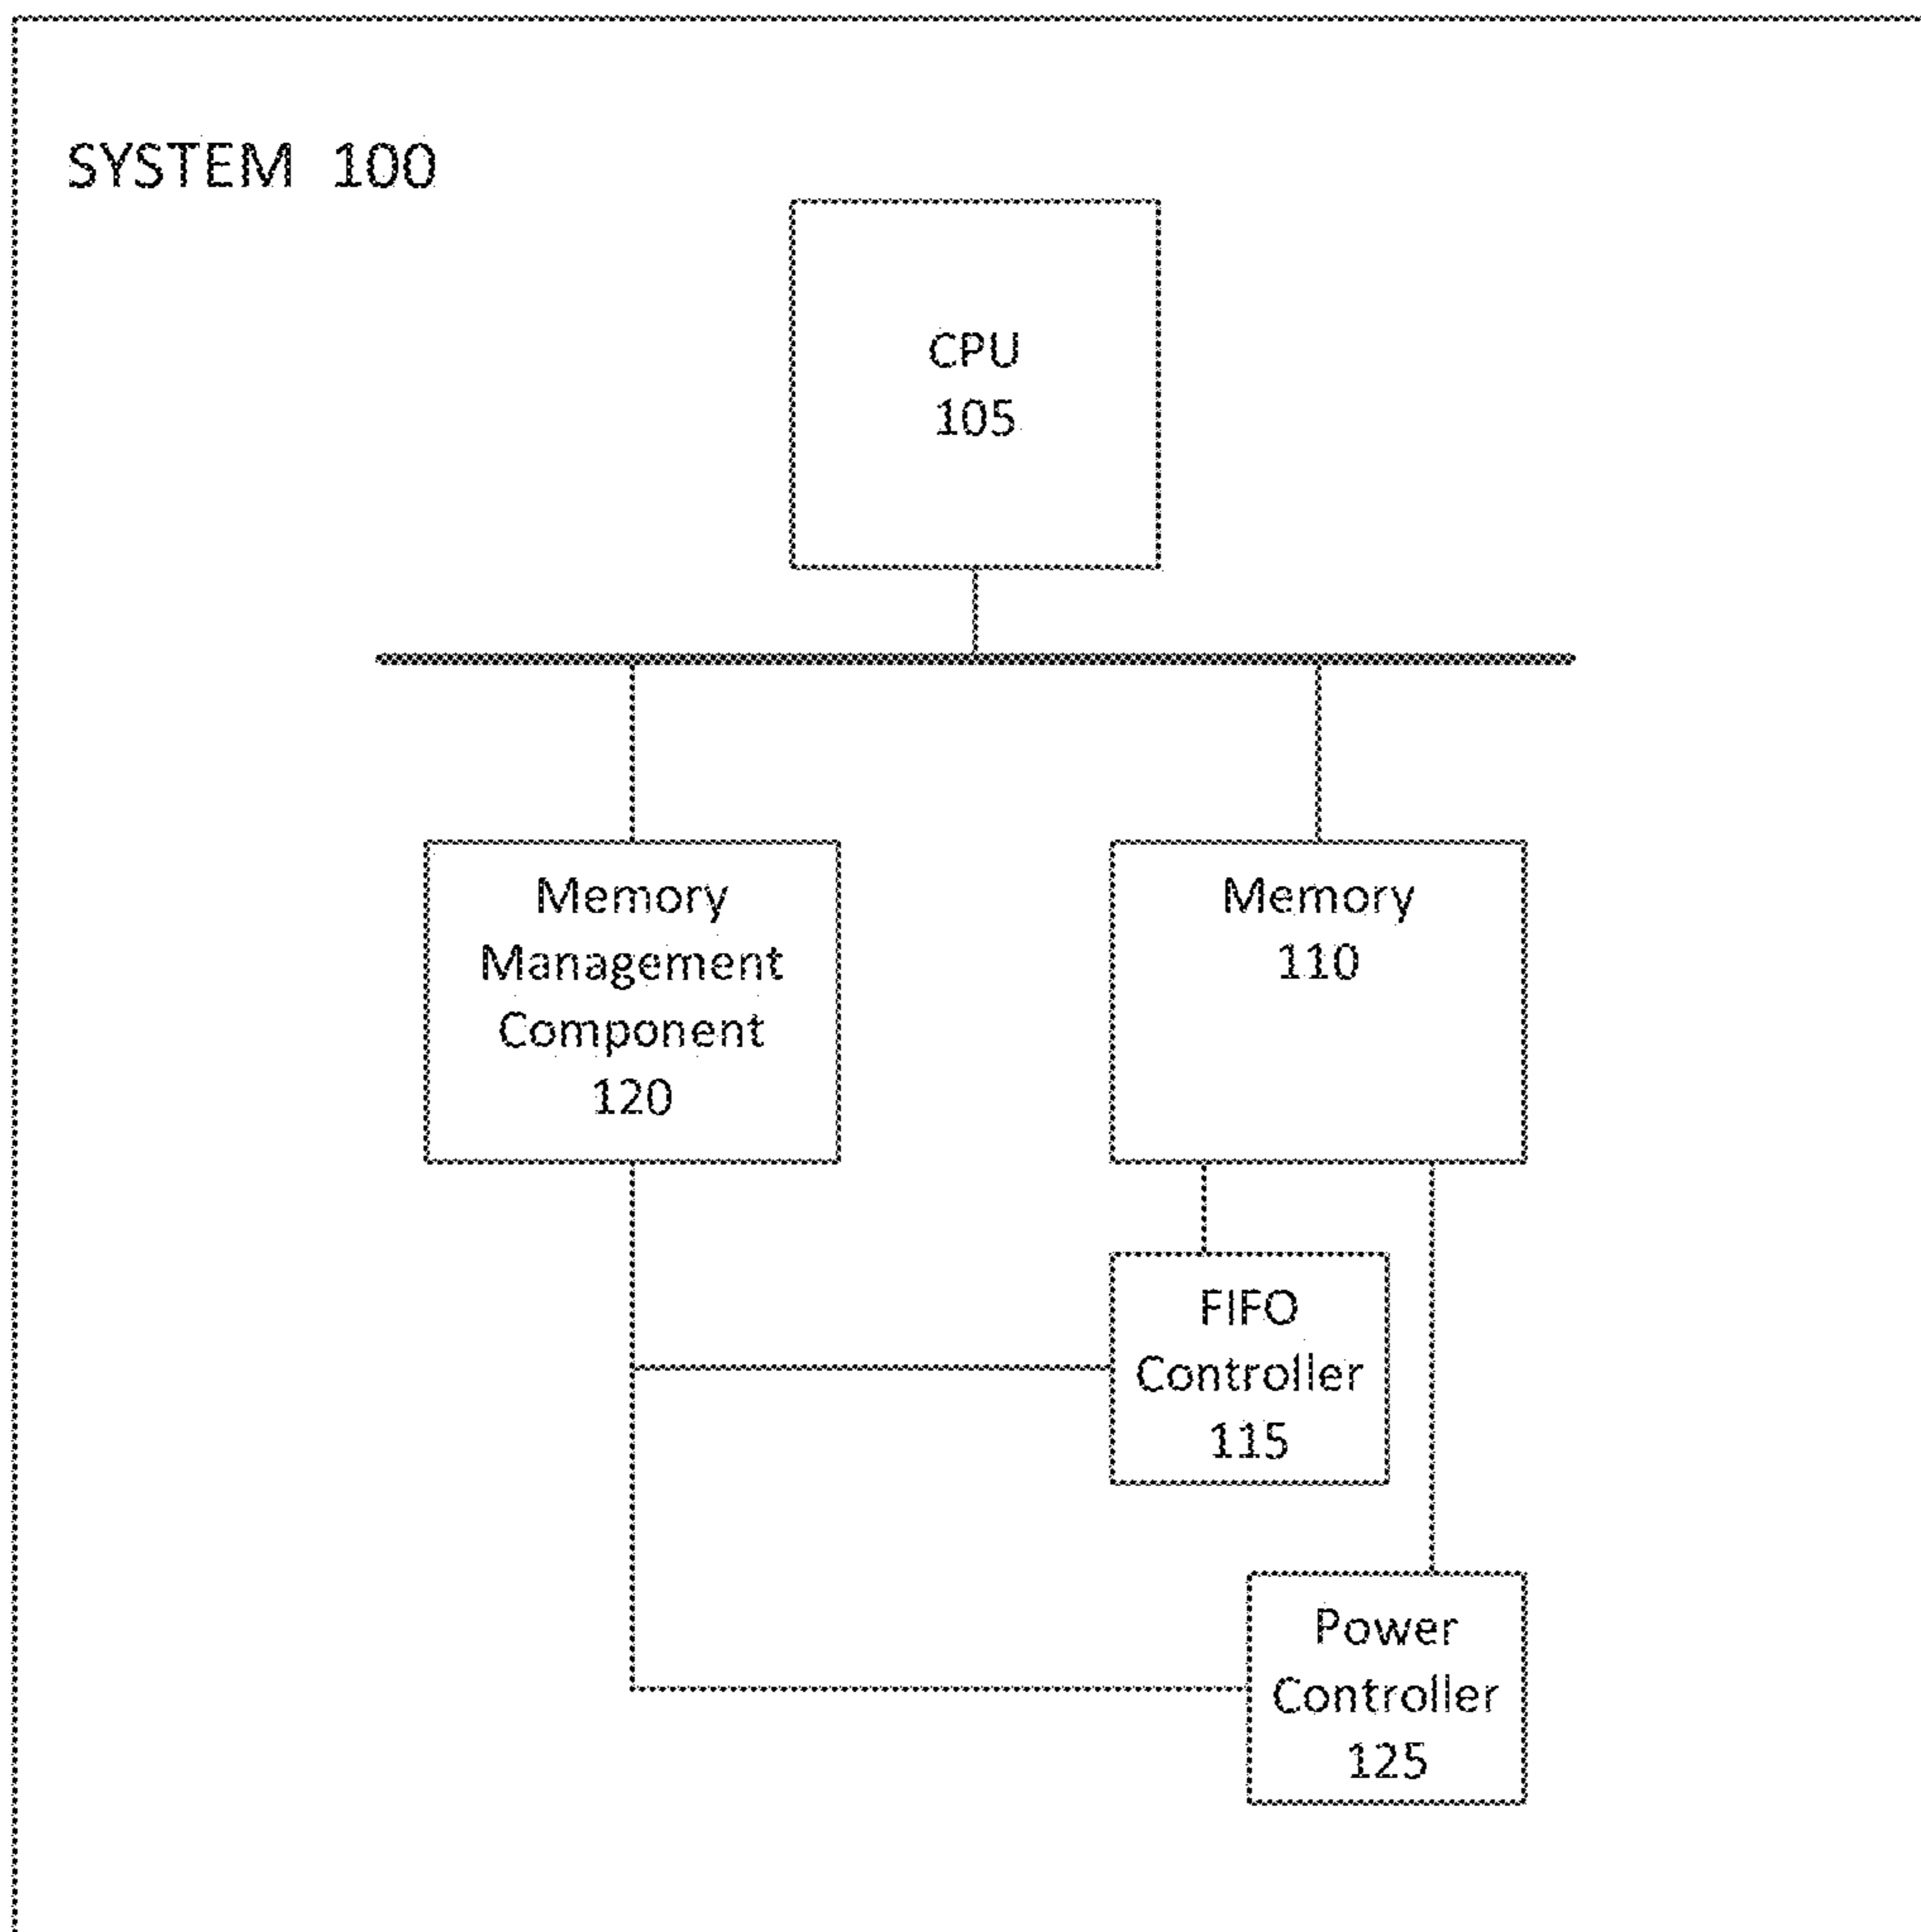 SYSTEM 100
CPU
105
Memory
Management
Component
120
Memory
110
FIFO
Controller
115
Power
Controller
125